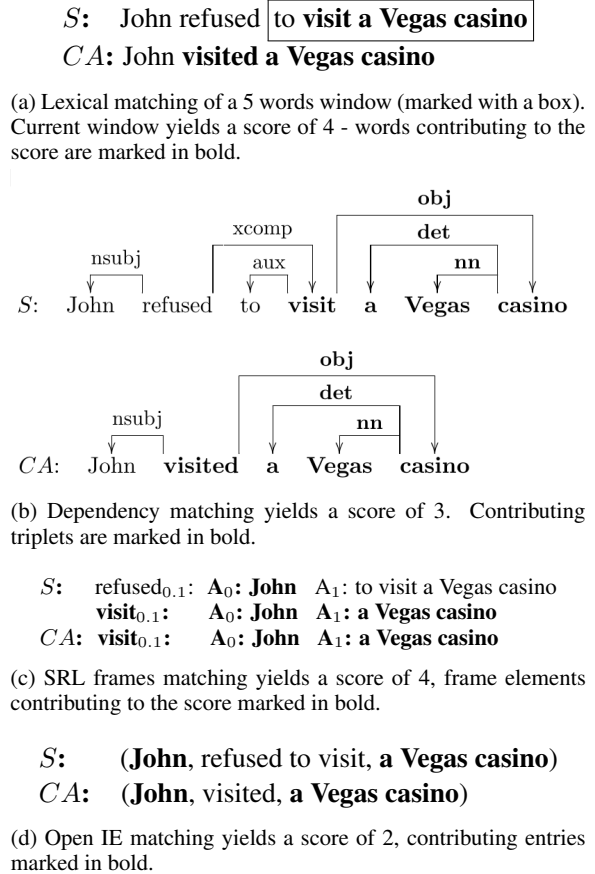 S: John refused to visit a Vegas casino
CA: John visited a Vegas casino
(a) Lexical matching of a 5 words window (marked with a box).
Current window yields a score of 4 - words contributing to the
score are marked in bold.
obj
xcomp det
nsubj aux nn
S: John refused to visit a Vegas casino
obj
det
nsubj nn
CA: John visited a Vegas casino
(b) Dependency matching yields a score of 3. Contributing
triplets are marked in bold.
S: refused0.1: A0: John A1: to visit a Vegas casino
visit0.1: A0: John A1: a Vegas casino
CA: visit0.1: A0: John A1: a Vegas casino
(c) SRL frames matching yields a score of 4, frame elements
contributing to the score marked in bold.
S: (John, refused to visit, a Vegas casino)
CA: (John, visited, a Vegas casino)
(d) Open IE matching yields a score of 2, contributing entries
marked in bold.